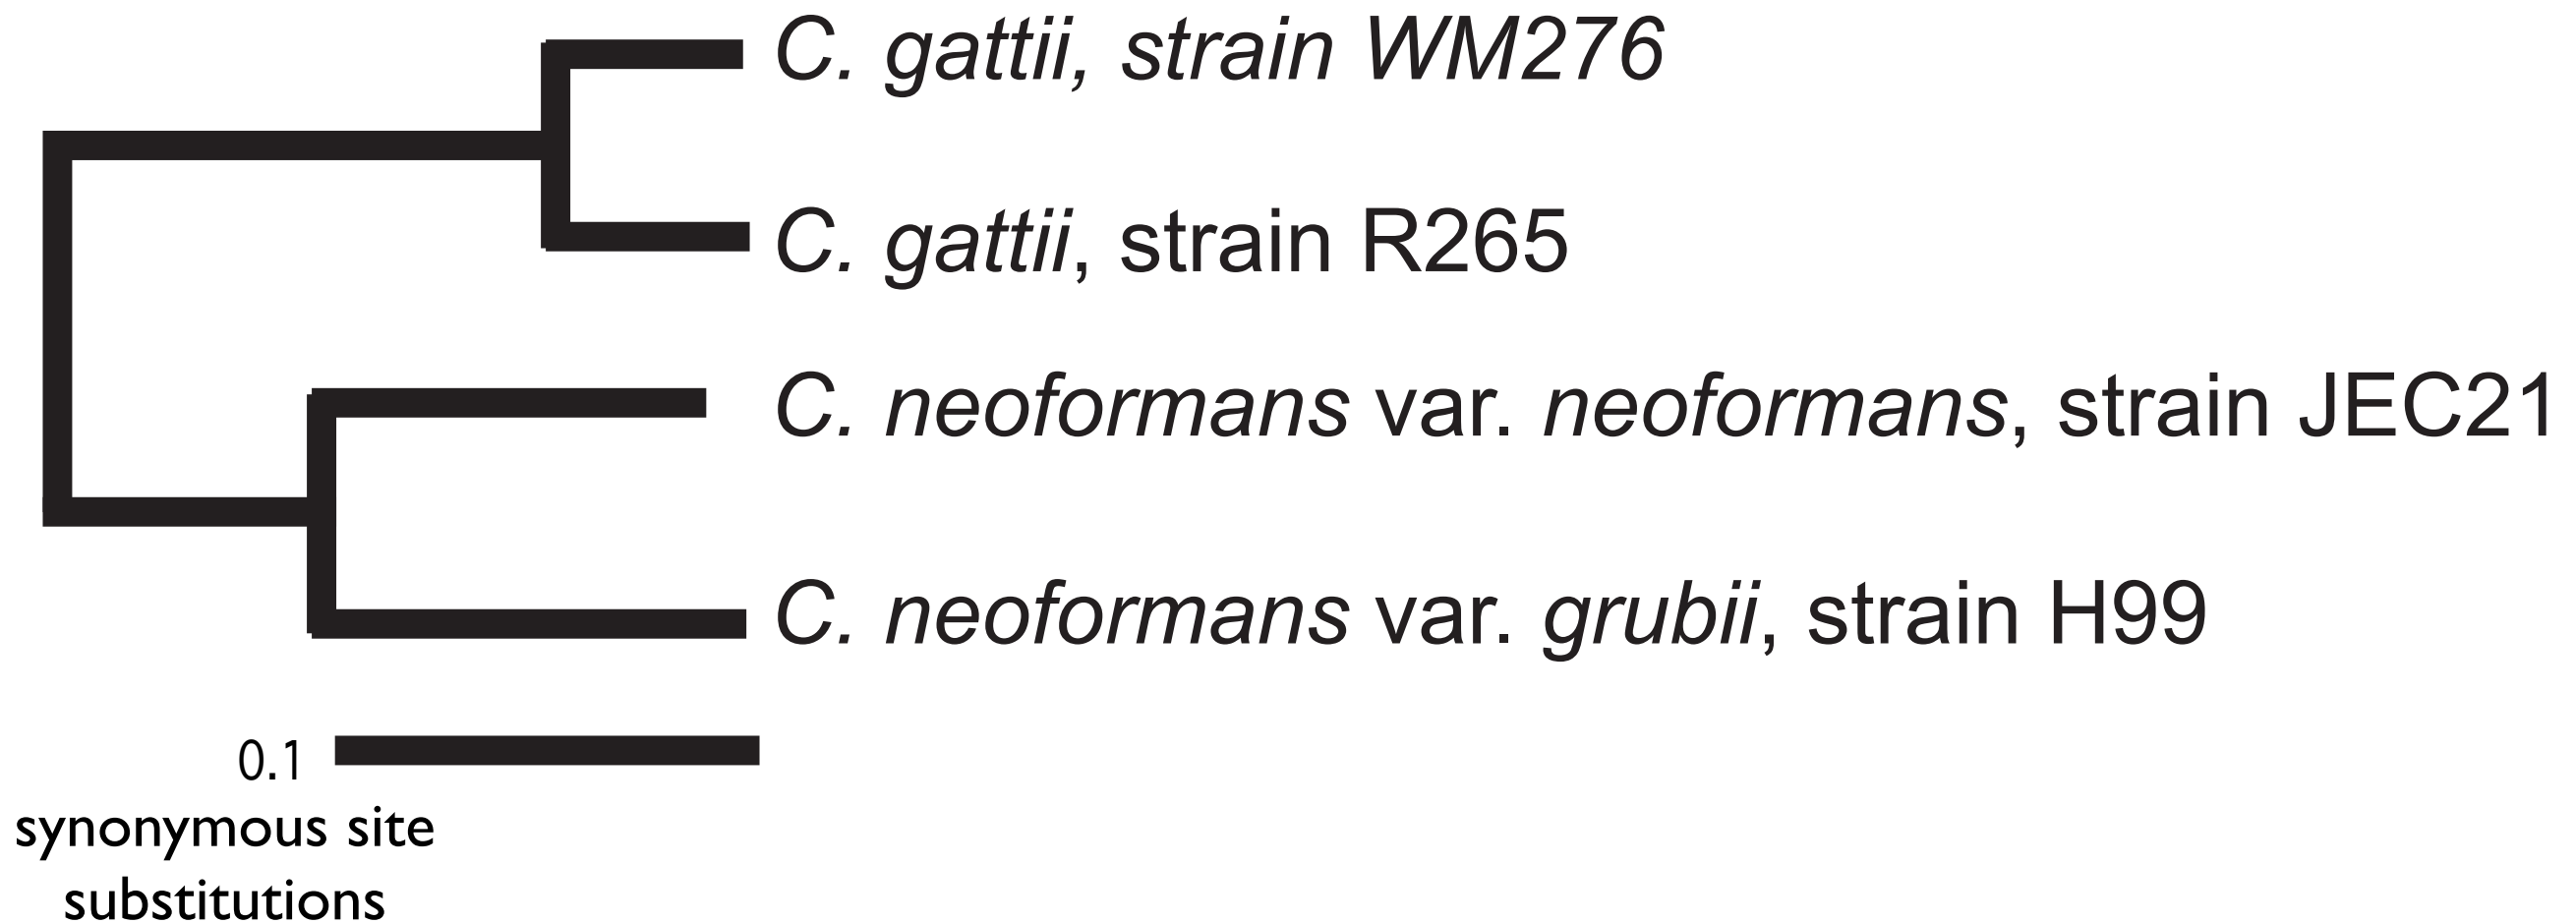 C. gattii, strain WM276
C. gattii, strain R265
C. neoformans var. neoformans, strain JEC21
C. neoformans var. grubii, strain H99
0.1
synonymous site
substitutions